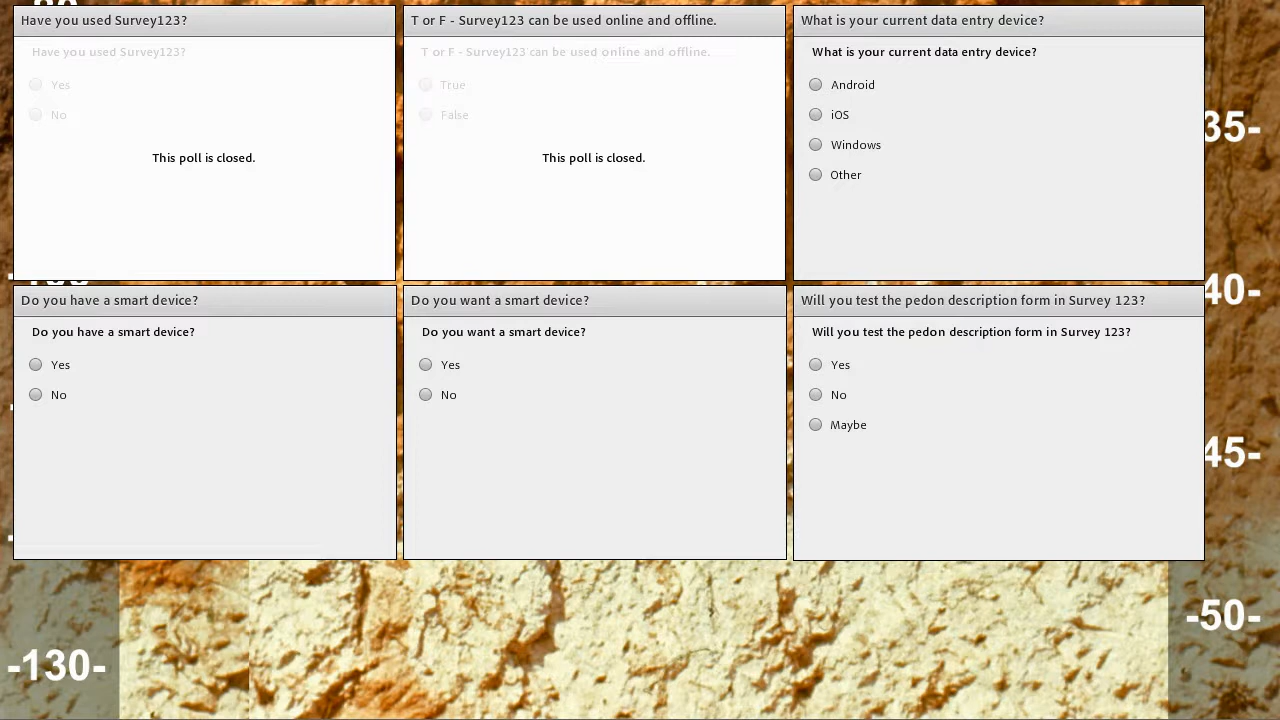 Have you used Survey123?
Have you used Survey123?
Yes
No
This poll is closed.
T or F - Survey123 can be used online and offline.
T or F - Survey123 can be used online and offline.
True
False
This poll is closed.
What is your current data entry device?
What is your current data entry device?
Android
iOS
Windows
Other
35-
40-
Do you have a smart device?
Do you have a smart device?
Yes
No
Do you want a smart device?
Do you want a smart device?
Yes
No
Will you test the pedon description form in Survey 123?
Will you test the pedon description form in Survey 123?
Yes
No
Maybe
45-
-50-
-130-